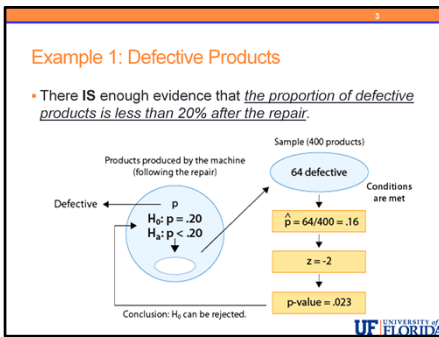 3
Example 1: Defective Products
▪ There IS enough evidence that the proportion of defective
products is less than 20% after the repair.
Sample (400 products)
Products produced by the machine
(following the repair)
64 defective
Conditions
are met
Defective
p
H₀: p = .20
Hₐ: p < .20
p̂ = 64/400 = .16
z = -2
p-value = .023
Conclusion: H₀ can be rejected.
UF UNIVERSITY of
FLORIDA